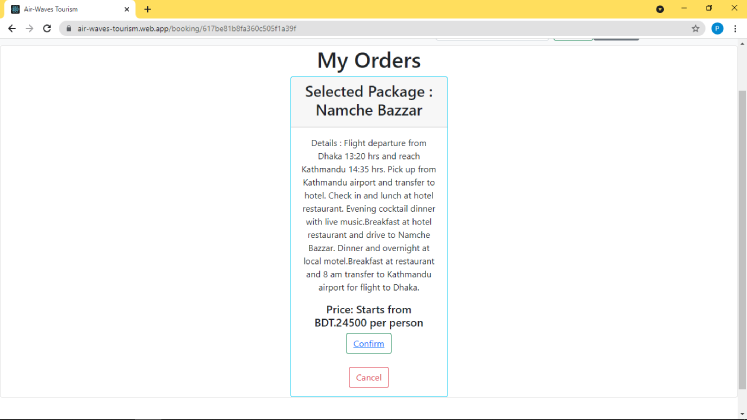 Air-Waves Tourism
air-waves-tourism.web.app/booking/617be81b8fa360c505f1a39f
P
My Orders
Selected Package :
Namche Bazzar
Details : Flight departure from
Dhaka 13:20 hrs and reach
Kathmandu 14:35 hrs. Pick up from
Kathmandu airport and transfer to
hotel. Check in and lunch at hotel
restaurant. Evening cocktail dinner
with live music.Breakfast at hotel
restaurant and drive to Namche
Bazzar. Dinner and overnight at
local motel.Breakfast at restaurant
and 8 am transfer to Kathmandu
airport for flight to Dhaka.
Price: Starts from
BDT.24500 per person
Confirm
Cancel